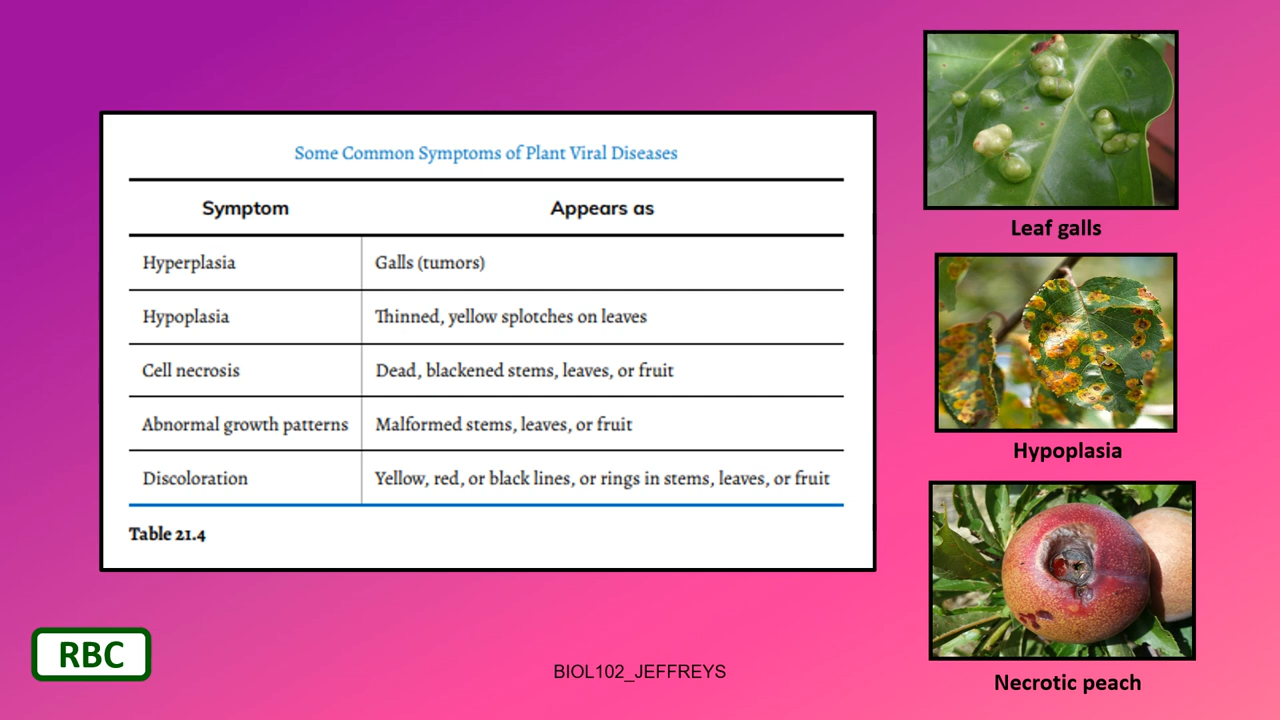 Some Common Symptoms of Plant Viral Diseases
Symptom Appears as
Hyperplasia Galls (tumors)
Hypoplasia Thinned, yellow splotches on leaves
Cell necrosis Dead, blackened stems, leaves, or fruit
Abnormal growth patterns Malformed stems, leaves, or fruit
Discoloration Yellow, red, or black lines, or rings in stems, leaves, or fruit
Table 21.4
Leaf galls
Hypoplasia
Necrotic peach
RBC
BIOL102_JEFFREYS